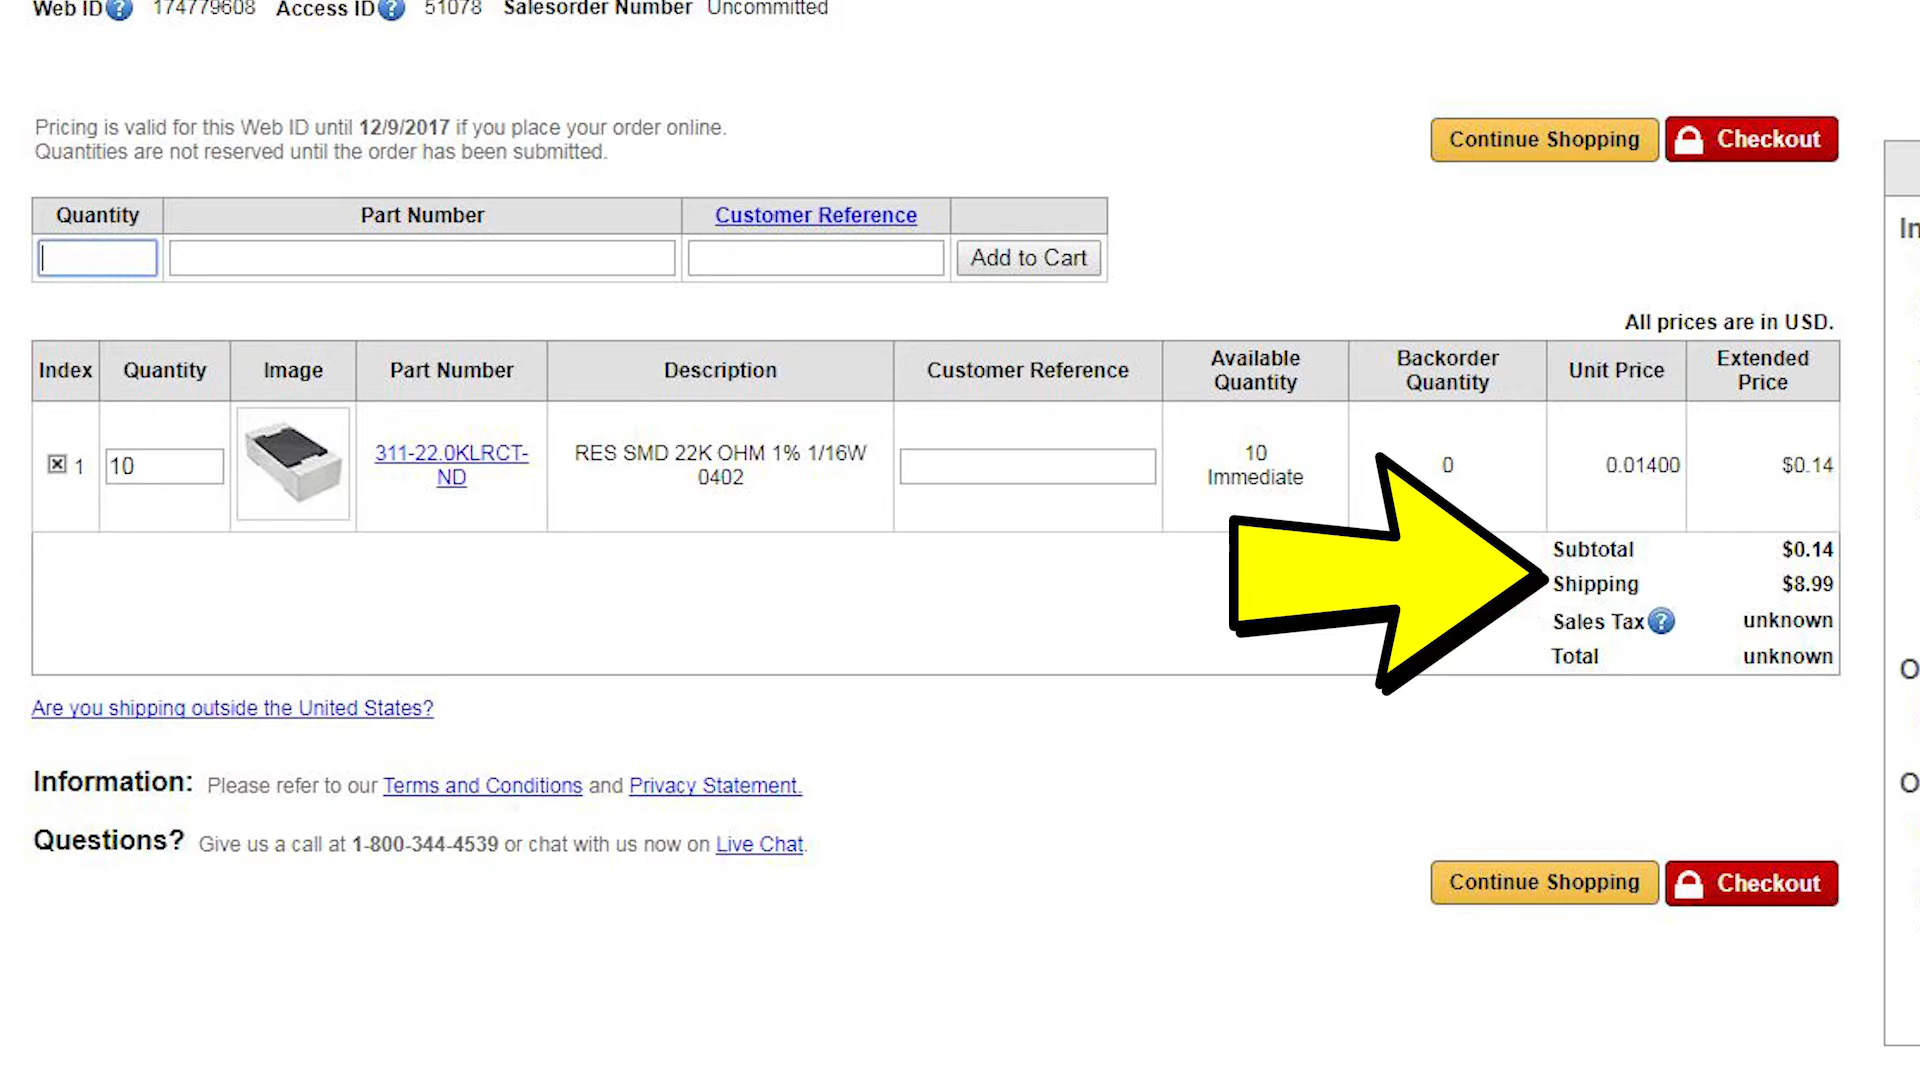 Web ID 174779608 Access ID 51078 Salesorder Number Uncommitted
Pricing is valid for this Web ID until 12/9/2017 if you place your order online.
Quantities are not reserved until the order has been submitted.
Continue Shopping Checkout
Quantity Part Number Customer Reference
Add to Cart
All prices are in USD.
Index Quantity Image Part Number Description Customer Reference Available Quantity Backorder Quantity Unit Price Extended Price
1 10 311-22.0KLRCT-ND RES SMD 22K OHM 1% 1/16W 0402 10 Immediate 0 0.01400 $0.14
Subtotal $0.14
Shipping $8.99
Sales Tax ? unknown
Total unknown
Are you shipping outside the United States?
Information: Please refer to our Terms and Conditions and Privacy Statement.
Questions? Give us a call at 1-800-344-4539 or chat with us now on Live Chat.
Continue Shopping Checkout